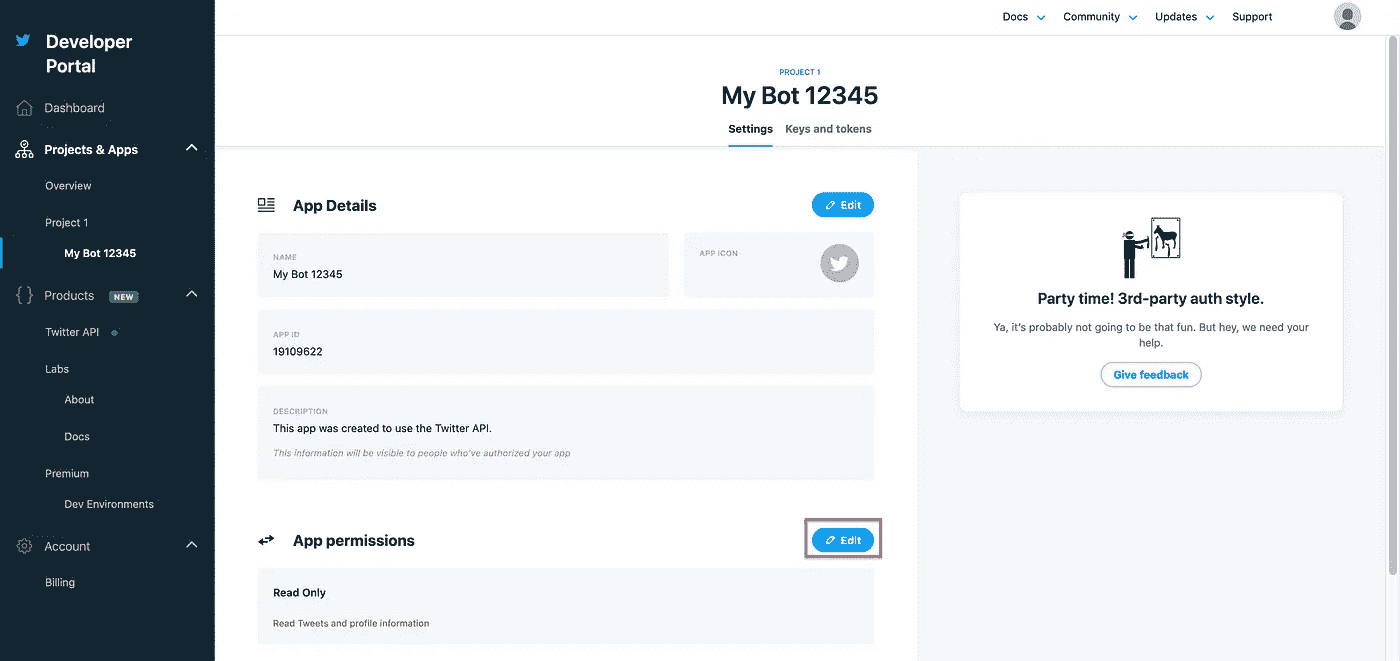 Developer
Portal
Dashboard
Projects & Apps
Overview
Project 1
My Bot 12345
Products NEW
Twitter API
Labs
About
Docs
Premium
Dev Environments
Account
Billing
Docs Community Updates Support
PROJECT 1
My Bot 12345
Settings Keys and tokens
App Details
Edit
NAME
My Bot 12345
APP ICON
APP ID
19109622
DESCRIPTION
This app was created to use the Twitter API.
This information will be visible to people who've authorized your app
App permissions
Edit
Read Only
Read Tweets and profile information
Party time! 3rd-party auth style.
Ya, it's probably not going to be that fun. But hey, we need your
help.
Give feedback